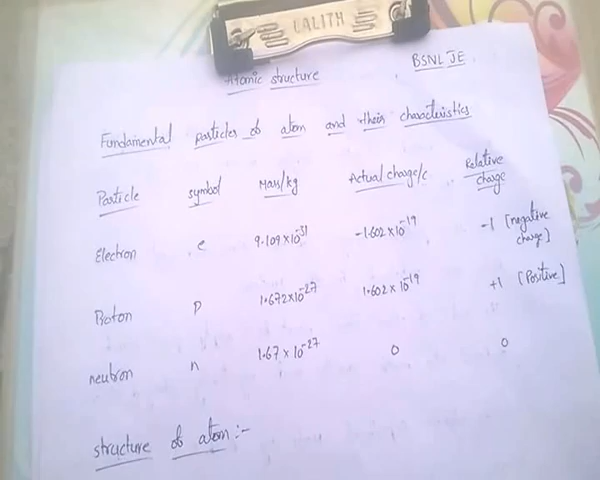 LALITH
BSNL JE
Atomic structure
Fundamental particles of atom and their characteristics
Particle symbol Mass/kg Actual charge/c Relative charge
Electron e 9.109×10⁻³¹ -1.602×10⁻¹⁹ -1 [negative charge]
Proton p 1.672×10⁻²⁷ 1.602×10⁻¹⁹ +1 [Positive]
neutron n 1.67×10⁻²⁷ 0 0
structure of atom:-